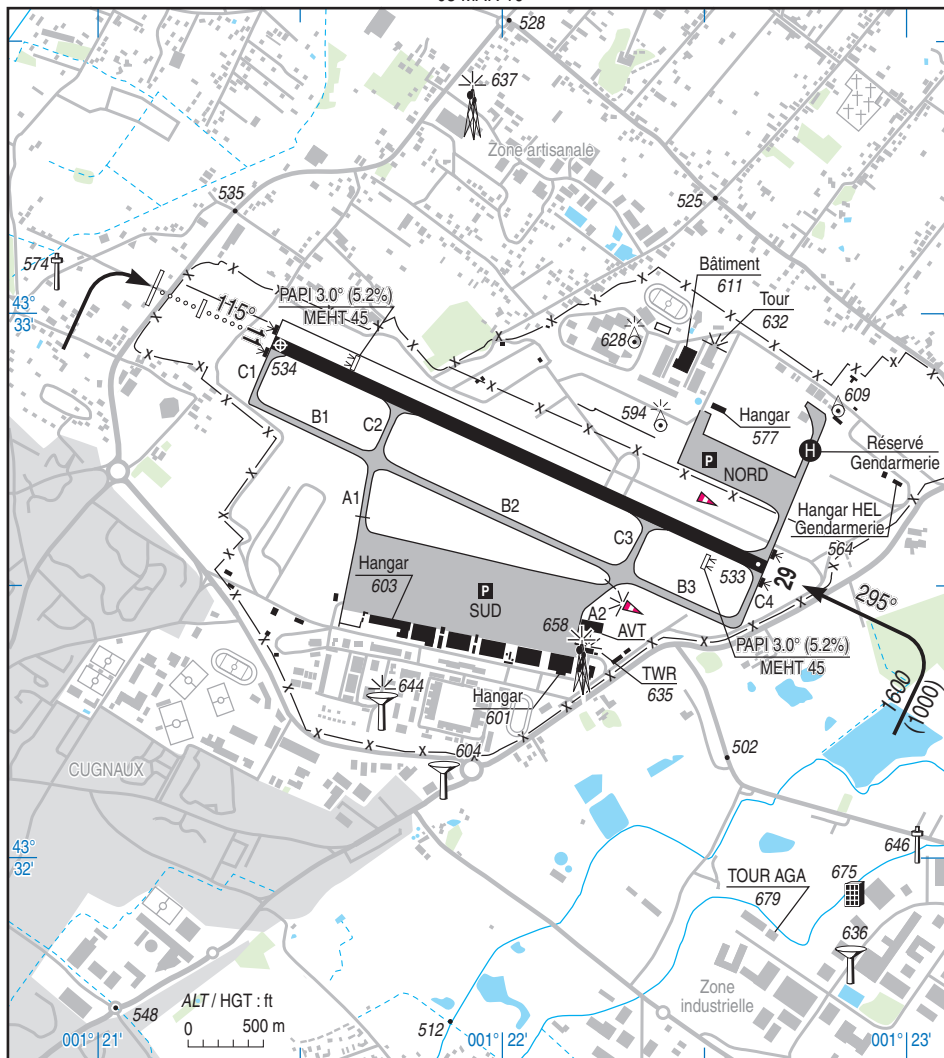 528
637
Zone artisanale
535
525
574
Bâtiment
611
Tour
632
43°
33'
115°
PAPI 3.0° (5.2%)
MEHT 45
628
534
C1
609
594
Hangar
577
B1
C2
H
Réservé
Gendarmerie
P
NORD
A1
B2
Hangar HEL
Gendarmerie
564
C3
Hangar
603
533
29
295°
P
SUD
B3
C4
A2
658
AVT
PAPI 3.0° (5.2%)
MEHT 45
TWR
635
644
Hangar
601
1600
(1000)
604
502
CUGNAUX
43°
32'
646
TOUR AGA
679
675
636
Zone
industrielle
ALT / HGT : ft
548
0 500 m
512
001° 21'
001° 22'
001° 23'